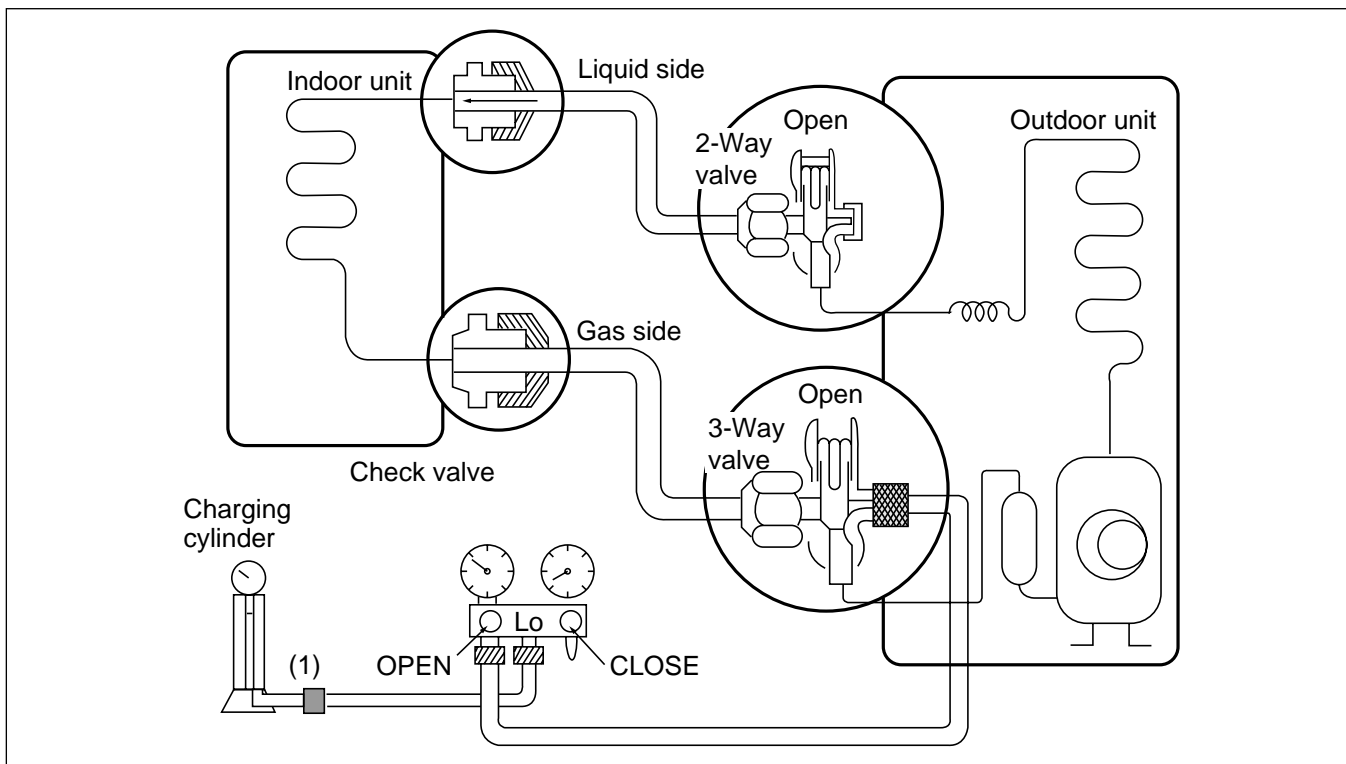 Indoor unit
Liquid side
2-Way
valve
Open
Outdoor unit
Gas side
3-Way
valve
Open
Check valve
Charging
cylinder
Lo
(1)
OPEN
CLOSE